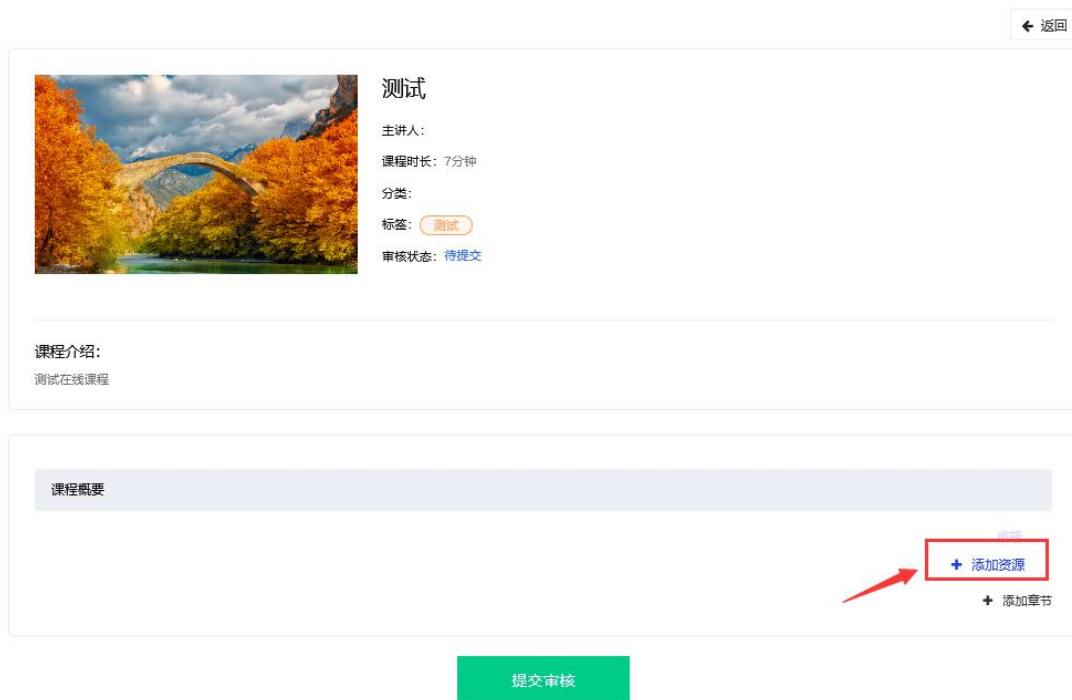 返回
测试
主讲人：
课程时长：7分钟
分类：
标签：测试
审核状态：待提交
课程介绍：
测试在线课程
课程概要
编辑
+ 添加资源
+ 添加章节
提交审核